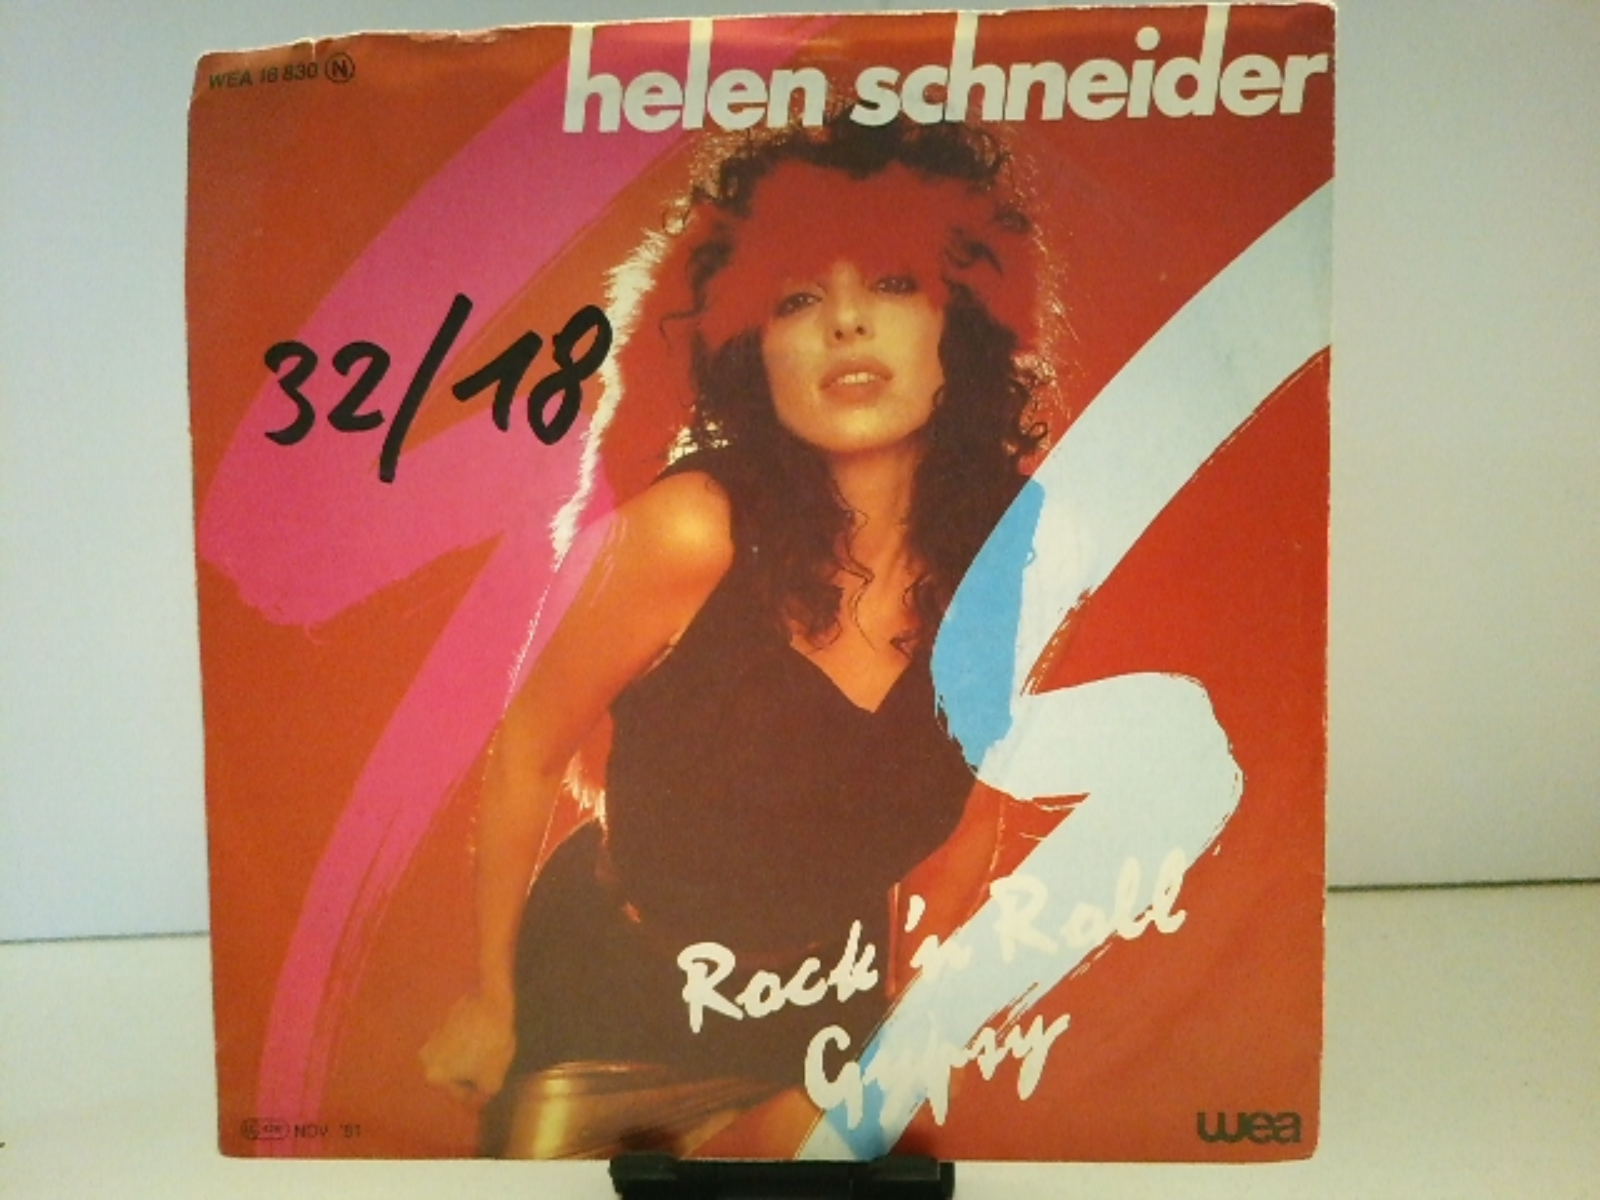 WEA 18 830 N
helen schneider
32/18
Rock 'n Roll
Gypsy
NOV. '81
wea